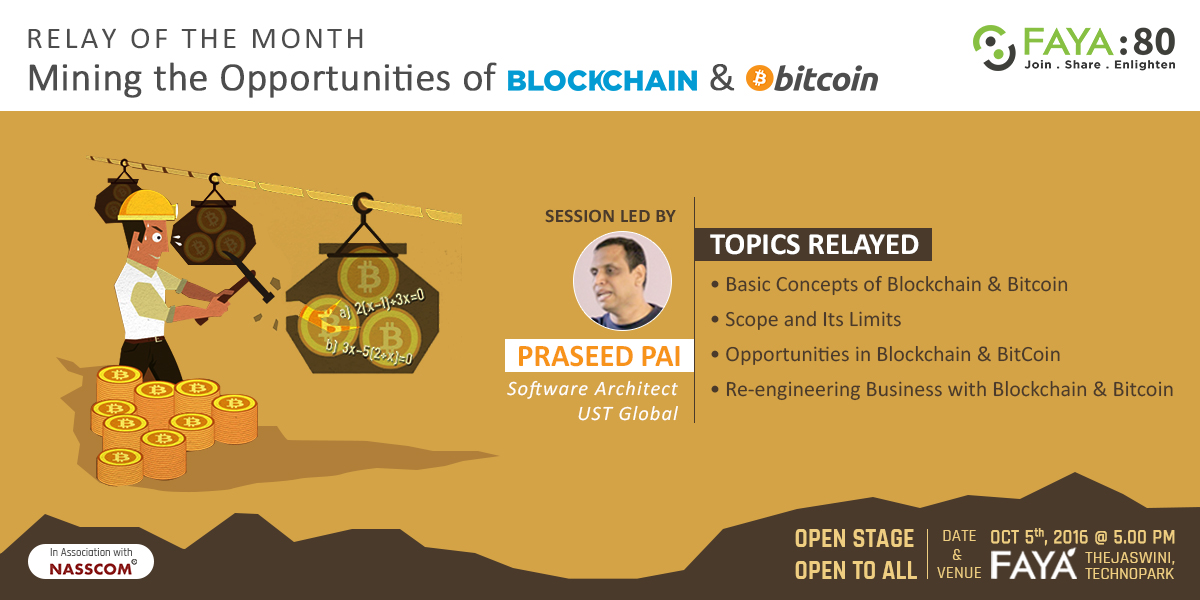 RELAY OF THE MONTH
Mining the Opportunities of BLOCKCHAIN & bitcoin
FAYA:80
Join . Share . Enlighten
a) 2(x-1)+3x=0
b) 3x-5(2÷x)=0
SESSION LED BY
PRASEED PAI
Software Architect
UST Global
TOPICS RELAYED
• Basic Concepts of Blockchain & Bitcoin
• Scope and Its Limits
• Opportunities in Blockchain & BitCoin
• Re-engineering Business with Blockchain & Bitcoin
In Association with
NASSCOM®
OPEN STAGE
OPEN TO ALL
DATE
&
VENUE
OCT 5th, 2016 @ 5.00 PM
FAYA THEJASWINI,
TECHNOPARK